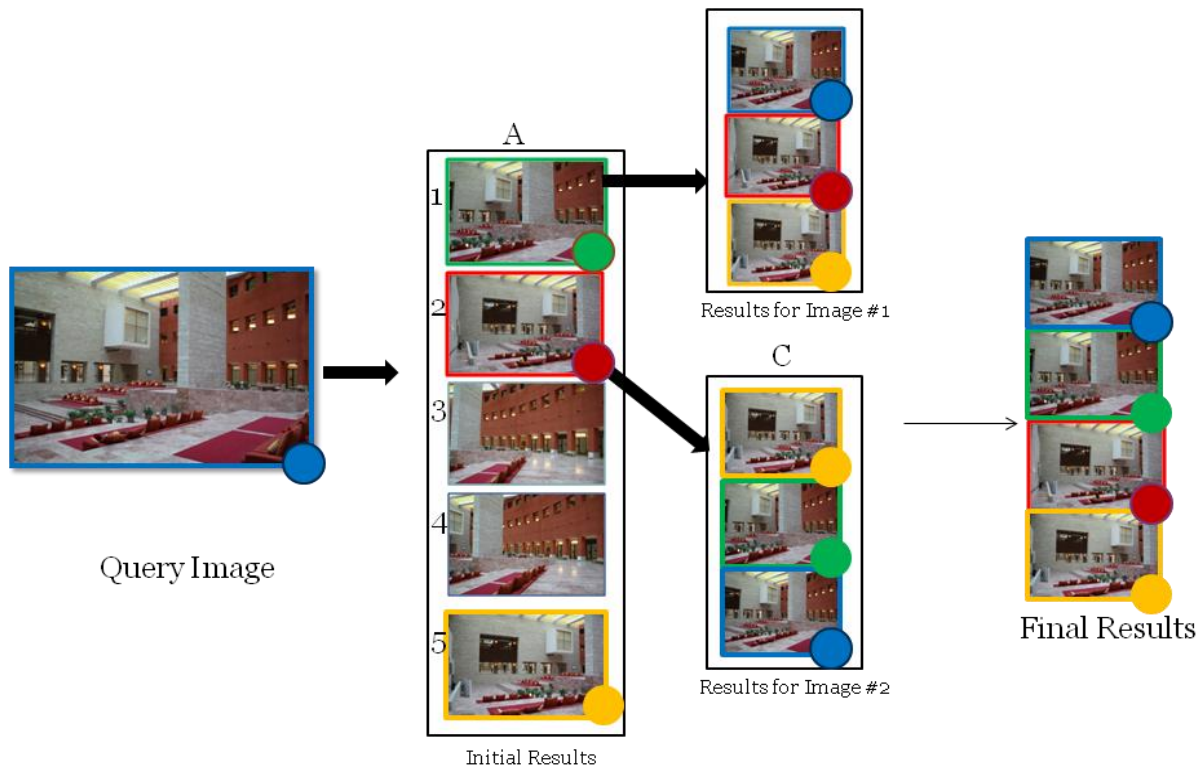 A
1
2
3
4
5
Query Image
Initial Results
Results for Image #1
C
Results for Image #2
Final Results